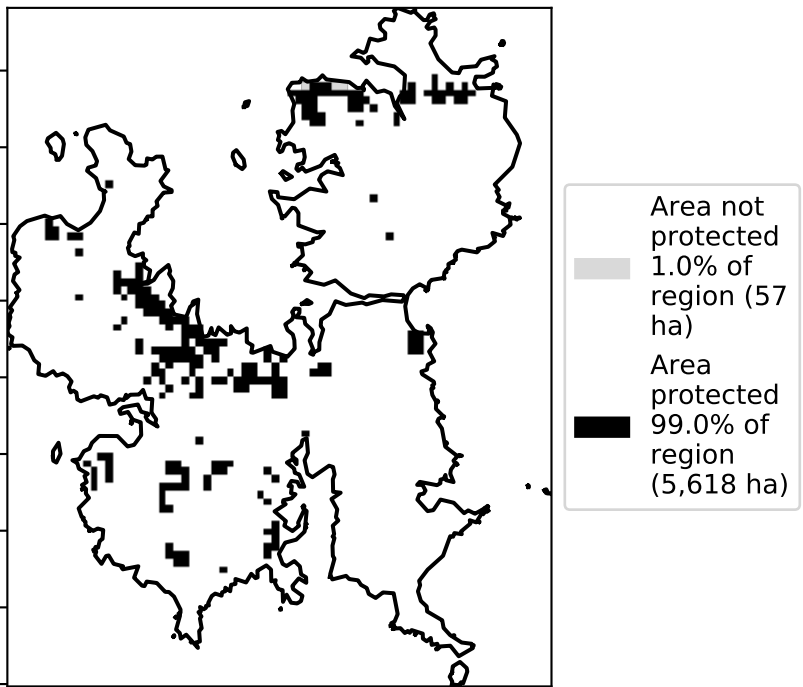 Area not
protected
1.0% of
region (57
ha)
Area
protected
99.0% of
region
(5,618 ha)